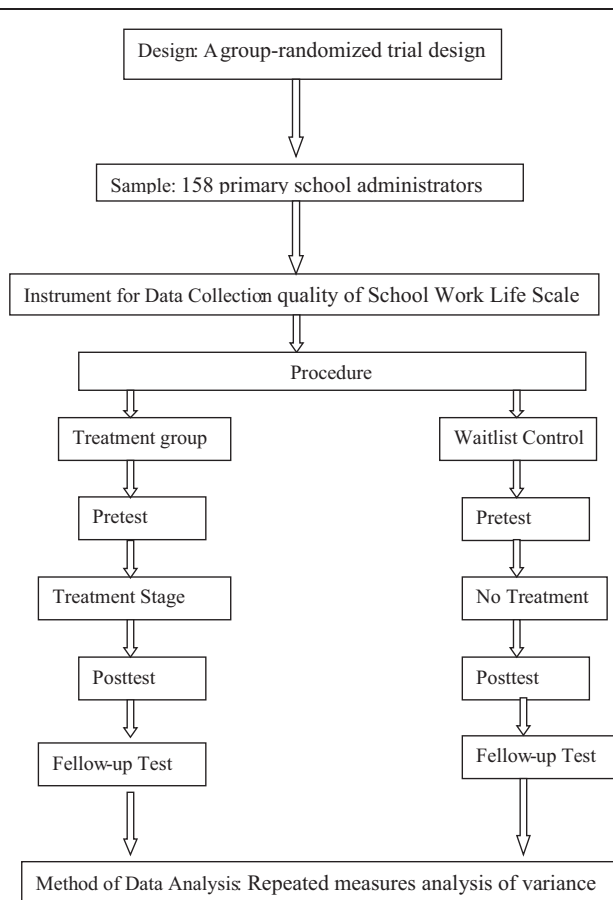 Design: A group-randomized trial design
Sample: 158 primary school administrators
Instrument for Data Collection: quality of School Work Life Scale
Procedure
Treatment group
Waitlist Control
Pretest
Pretest
Treatment Stage
No Treatment
Posttest
Posttest
Fellow-up Test
Fellow-up Test
Method of Data Analysis: Repeated measures analysis of variance